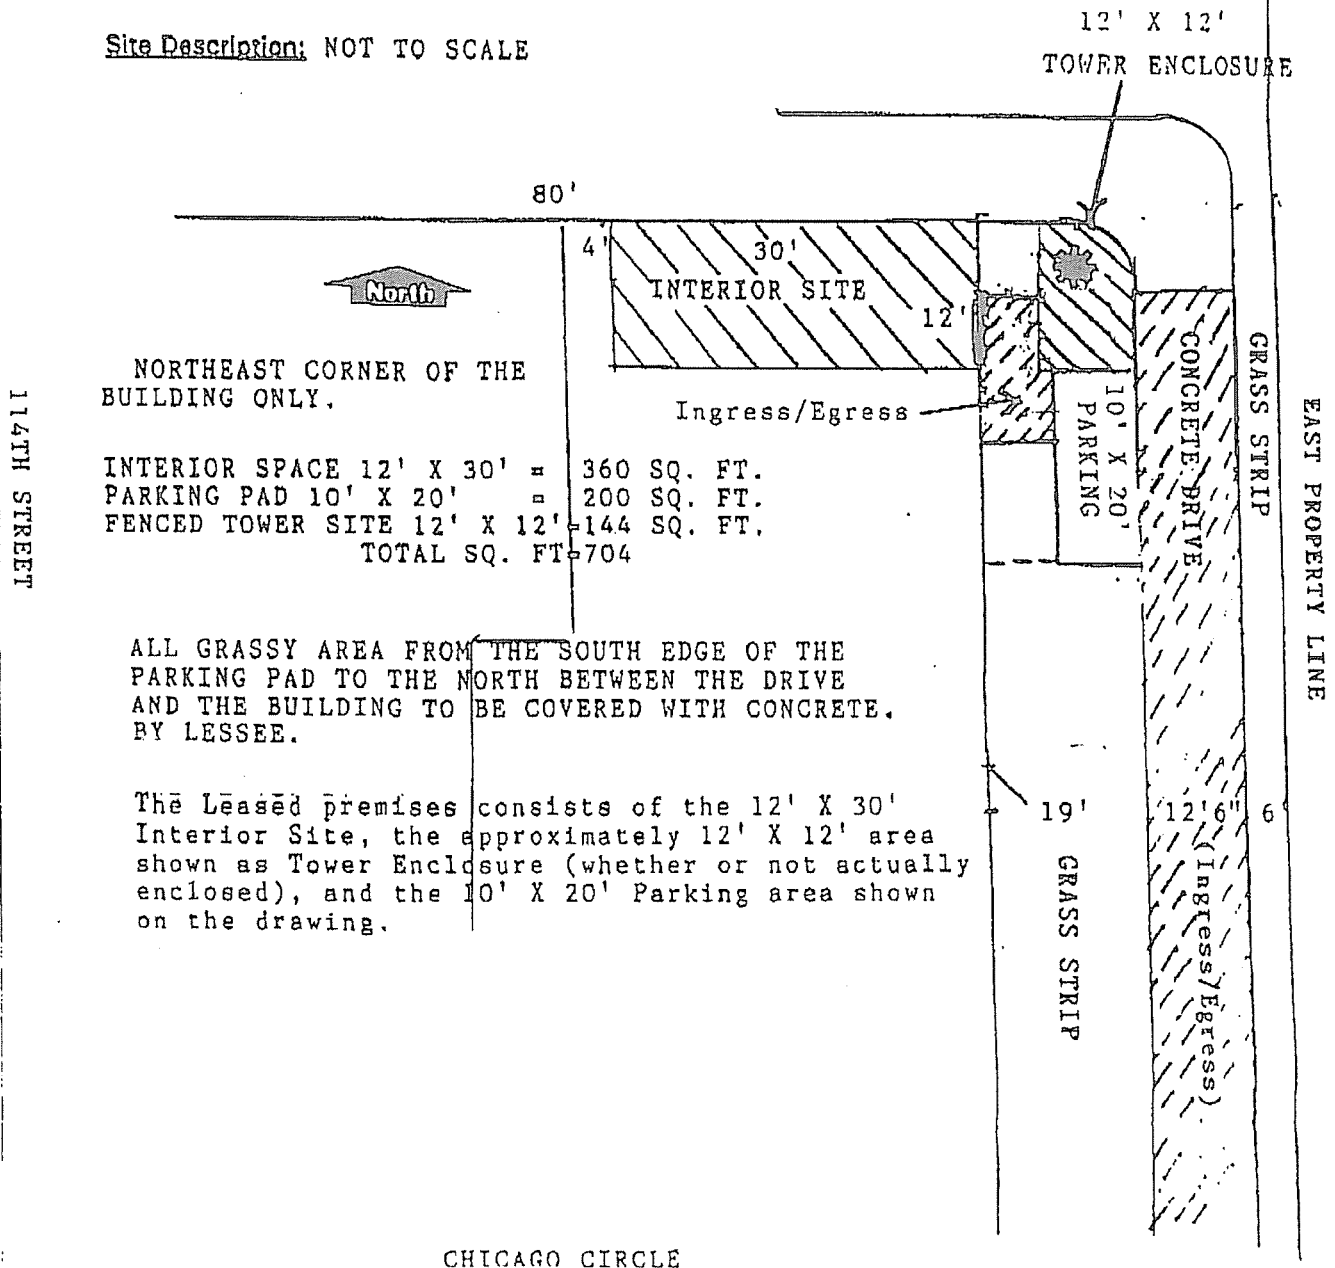 Site Description: NOT TO SCALE
12' X 12'
TOWER ENCLOSURE
80'
4'
30'
INTERIOR SITE
12'
North
NORTHEAST CORNER OF THE
BUILDING ONLY.
Ingress/Egress
10' X 20'
PARKING
CONCRETE DRIVE
GRASS STRIP
EAST PROPERTY LINE
114TH STREET
INTERIOR SPACE 12' X 30' = 360 SQ. FT.
PARKING PAD 10' X 20' = 200 SQ. FT.
FENCED TOWER SITE 12' X 12'=144 SQ. FT.
TOTAL SQ. FT=704
ALL GRASSY AREA FROM THE SOUTH EDGE OF THE
PARKING PAD TO THE NORTH BETWEEN THE DRIVE
AND THE BUILDING TO BE COVERED WITH CONCRETE.
BY LESSEE.
The Leased premises consists of the 12' X 30'
Interior Site, the approximately 12' X 12' area
shown as Tower Enclosure (whether or not actually
enclosed), and the 10' X 20' Parking area shown
on the drawing.
19'
12'6"
6'
GRASS STRIP
(Ingress/Egress)
CHICAGO CIRCLE